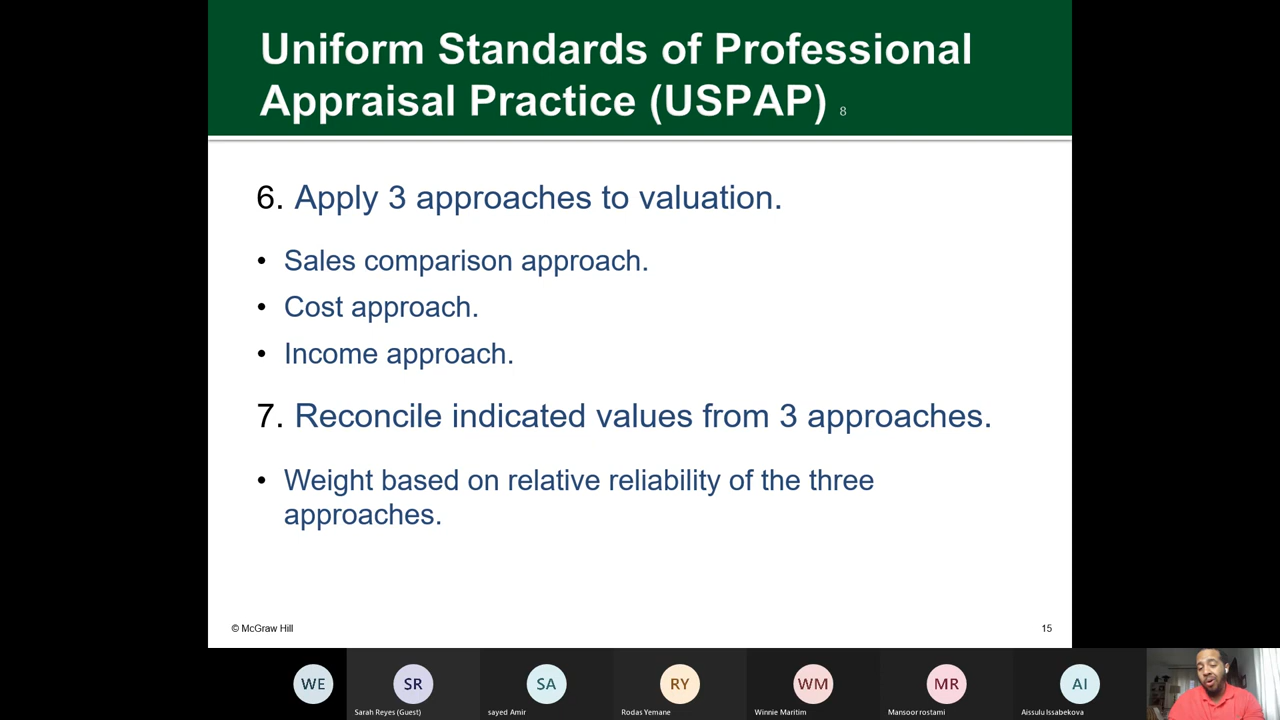 Uniform Standards of Professional
Appraisal Practice (USPAP) 8
6. Apply 3 approaches to valuation.
• Sales comparison approach.
• Cost approach.
• Income approach.
7. Reconcile indicated values from 3 approaches.
• Weight based on relative reliability of the three
approaches.
© McGraw Hill
15
WE
SR
SA
RY
WM
MR
AI
Sarah Reyes (Guest)
sayed Amir
Rodas Yemane
Winnie Maritim
Mansoor rostami
Aissulu Issabekova